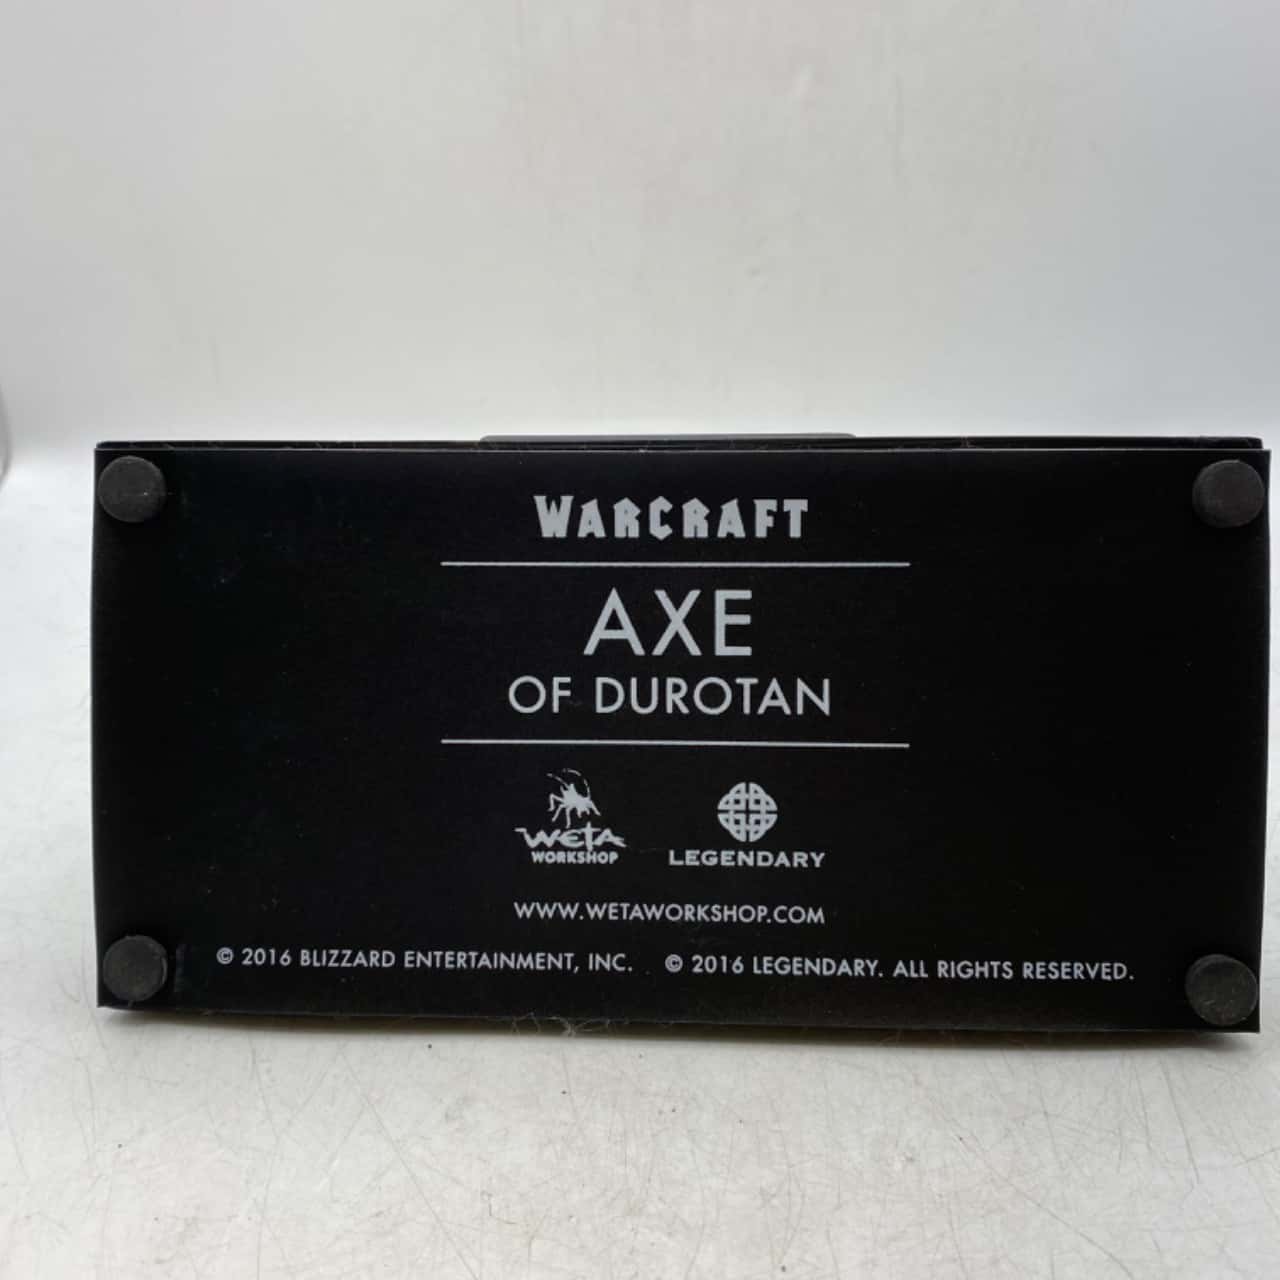 WARCRAFT
AXE
OF DUROTAN
WETA
WORKSHOP
LEGENDARY
WWW.WETAWORKSHOP.COM
© 2016 BLIZZARD ENTERTAINMENT, INC. © 2016 LEGENDARY. ALL RIGHTS RESERVED.